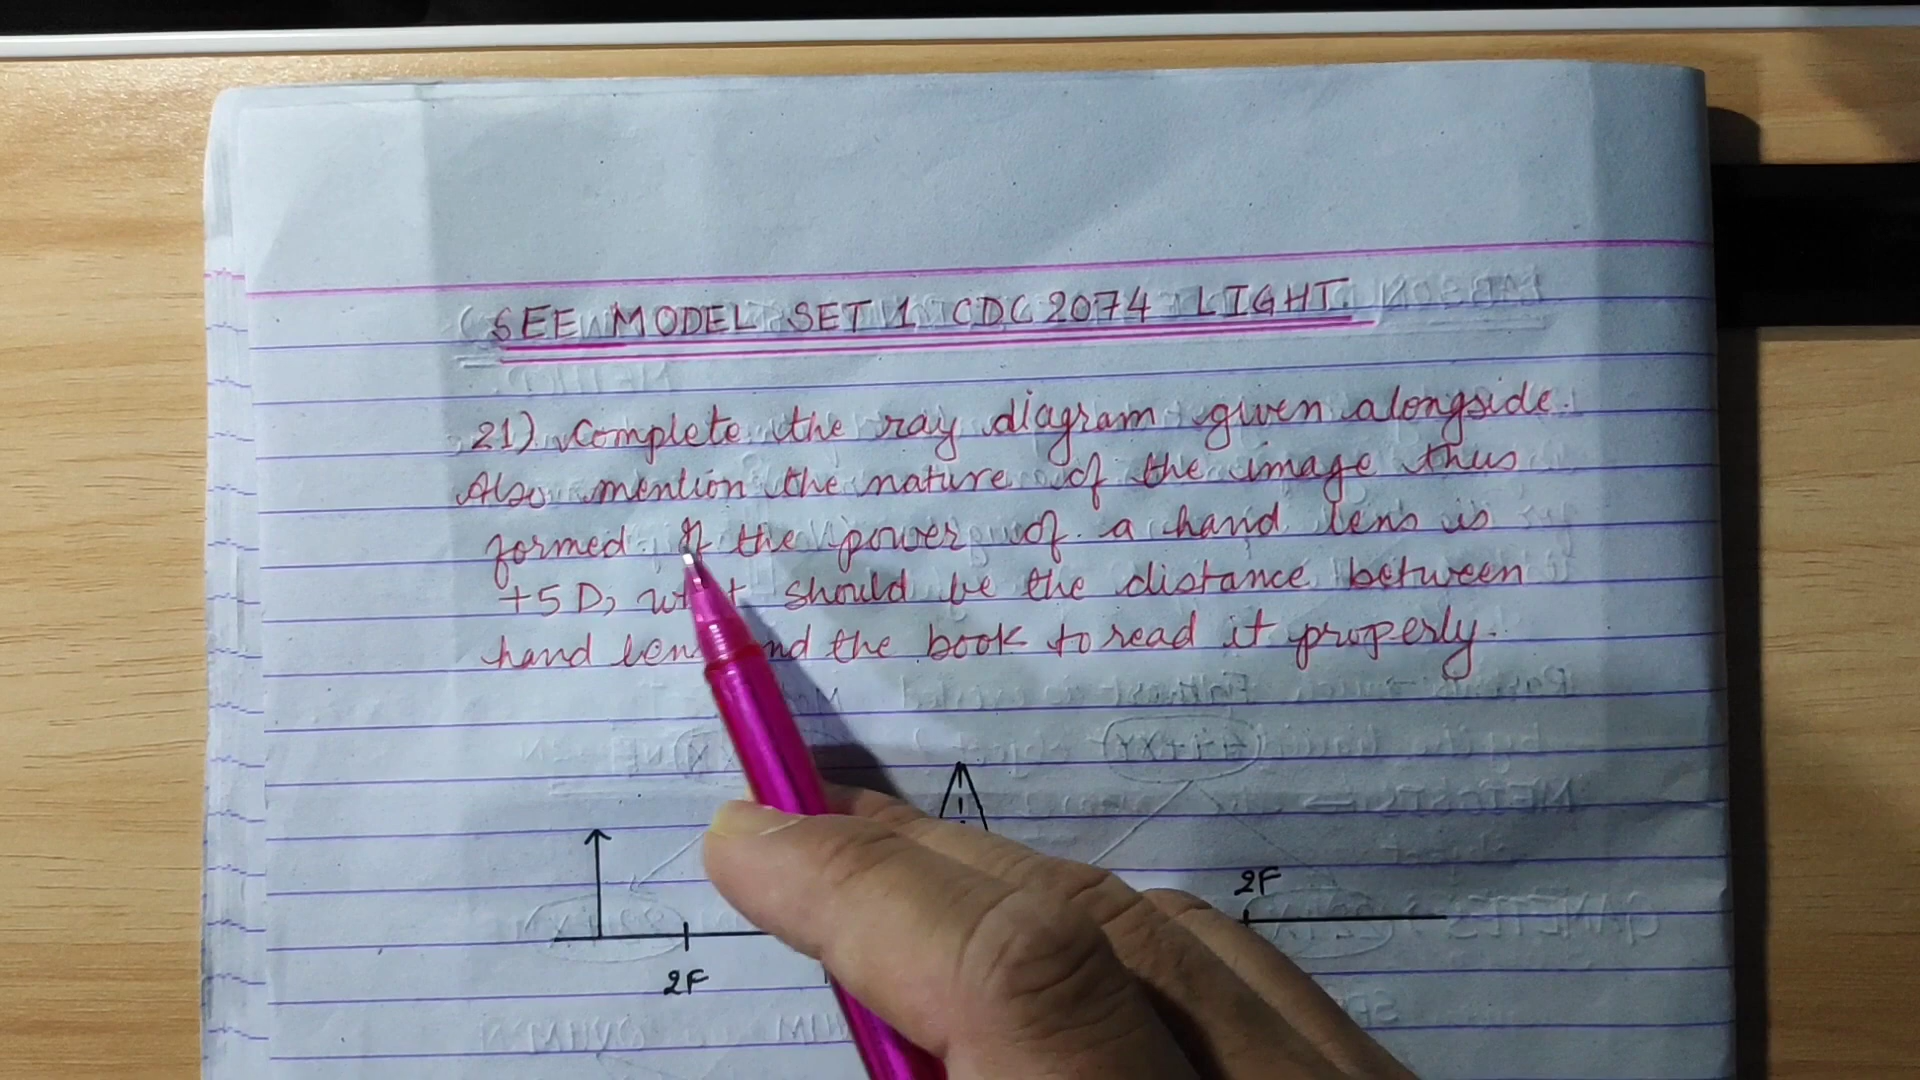 SEE MODEL SET 1 CDC 2074 LIGHT.
21) Complete the ray diagram given alongside.
Also mention the nature of the image thus
formed. If the power of a hand lens is
+5D, what should be the distance between
hand lens and the book to read it properly.
2F
2F